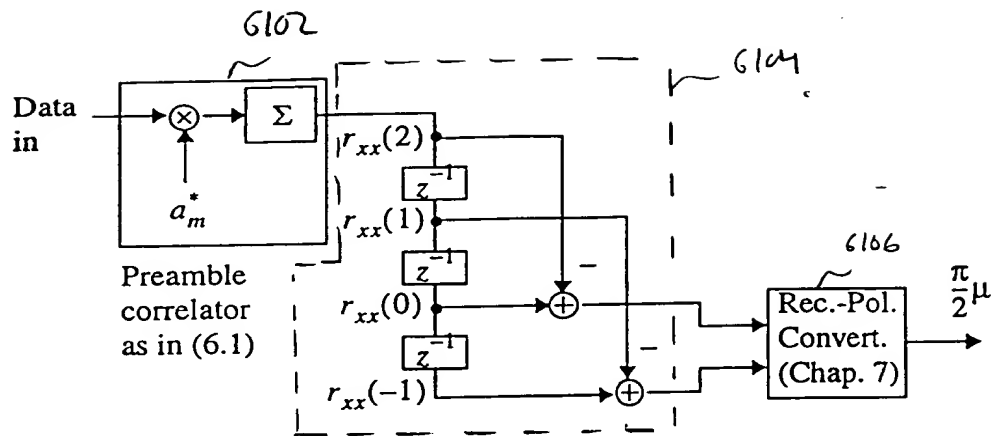 6102
6104
Data
in
⊗
Σ
a*m
rxx(2)
z⁻¹
rxx(1)
z⁻¹
rxx(0)
z⁻¹
rxx(-1)
−
−
Preamble
correlator
as in (6.1)
6106
Rec.-Pol.
Convert.
(Chap. 7)
π/2 μ